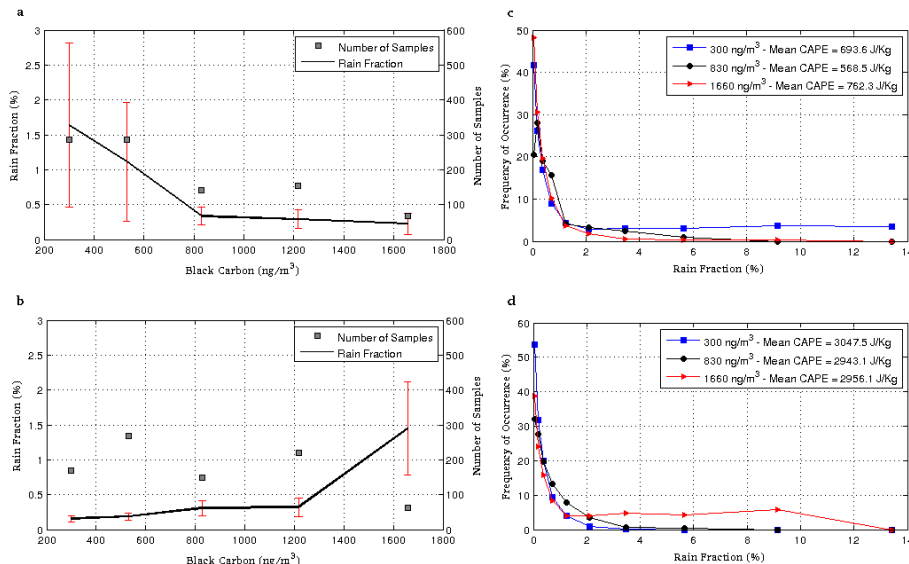 a
3
2.5
2
1.5
1
0.5
0
Rain Fraction (%)
600
500
400
300
200
100
0
Number of Samples
Number of Samples
Rain Fraction
200 400 600 800 1000 1200 1400 1600 1800
Black Carbon (ng/m³)
c
50
40
30
20
10
0
Frequency of Occurrence (%)
300 ng/m³ - Mean CAPE = 693.6 J/Kg
830 ng/m³ - Mean CAPE = 568.5 J/Kg
1660 ng/m³ - Mean CAPE = 762.3 J/Kg
0 2 4 6 8 10 12 14
Rain Fraction (%)
b
3
2.5
2
1.5
1
0.5
0
Rain Fraction (%)
600
500
400
300
200
100
0
Number of Samples
Number of Samples
Rain Fraction
200 400 600 800 1000 1200 1400 1600 1800
Black Carbon (ng/m³)
d
60
50
40
30
20
10
0
Frequency of Occurrence (%)
300 ng/m³ - Mean CAPE = 3047.5 J/Kg
830 ng/m³ - Mean CAPE = 2943.1 J/Kg
1660 ng/m³ - Mean CAPE = 2956.1 J/Kg
0 2 4 6 8 10 12 14
Rain Fraction (%)